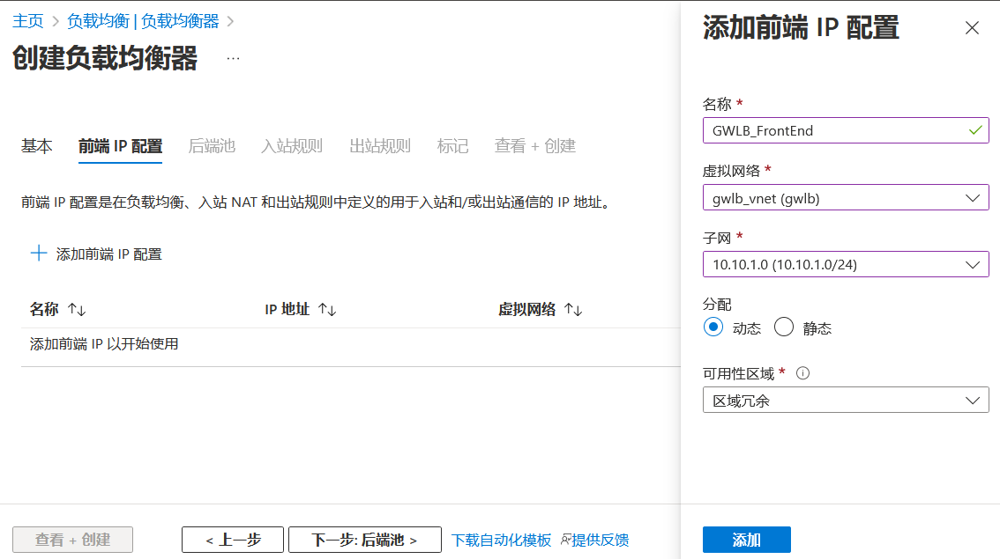 主页 > 负载均衡 | 负载均衡器 >
创建负载均衡器 ...
基本 前端 IP 配置 后端池 入站规则 出站规则 标记 查看 + 创建
前端 IP 配置是在负载均衡、入站 NAT 和出站规则中定义的用于入站和/或出站通信的 IP 地址。
+ 添加前端 IP 配置
名称 ↑↓ IP 地址 ↑↓ 虚拟网络 ↑↓
添加前端 IP 以开始使用
查看 + 创建 < 上一步 下一步: 后端池 > 下载自动化模板 提供反馈
添加前端 IP 配置
名称 *
GWLB_FrontEnd
虚拟网络 *
gwlb_vnet (gwlb)
子网 *
10.10.1.0 (10.10.1.0/24)
分配
动态 静态
可用性区域 *
区域冗余
添加